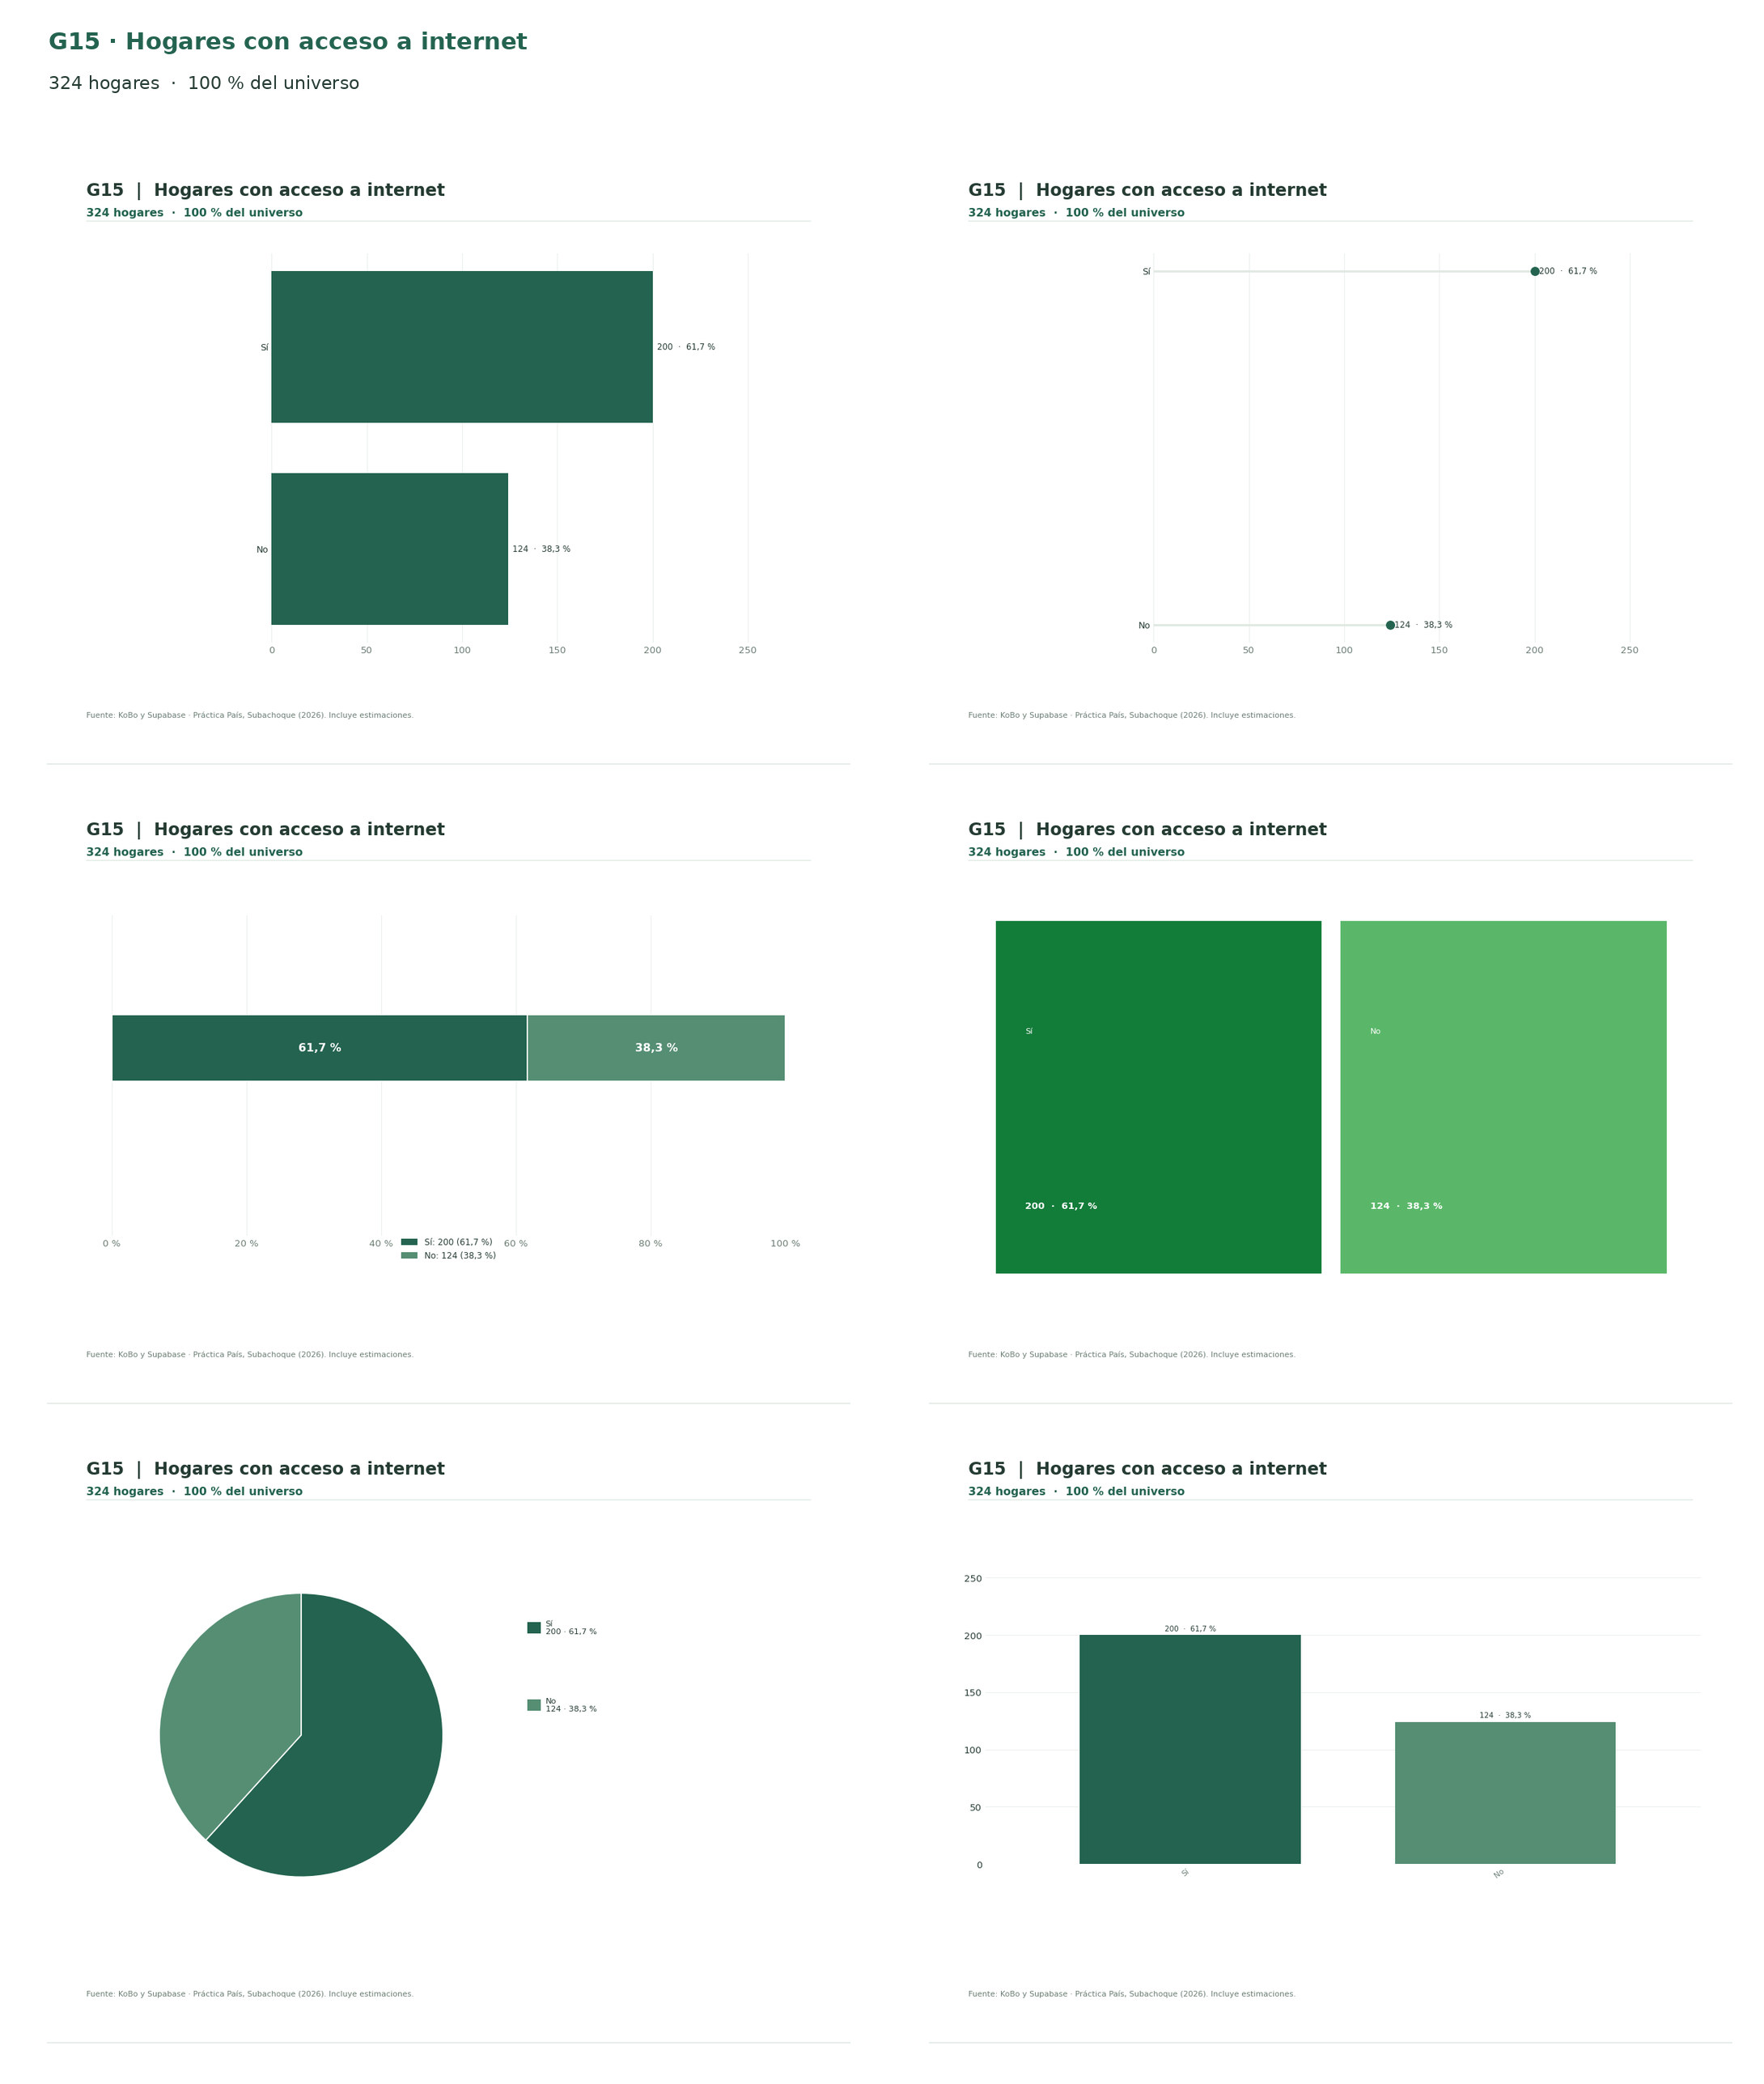 G15 · Hogares con acceso a internet
324 hogares · 100 % del universo
G15 | Hogares con acceso a internet
324 hogares · 100 % del universo
Sí
200 · 61,7 %
No
124 · 38,3 %
0 50 100 150 200 250
Fuente: KoBo y Supabase · Práctica País, Subachoque (2026). Incluye estimaciones.
G15 | Hogares con acceso a internet
324 hogares · 100 % del universo
Sí
200 · 61,7 %
No
124 · 38,3 %
0 50 100 150 200 250
Fuente: KoBo y Supabase · Práctica País, Subachoque (2026). Incluye estimaciones.
G15 | Hogares con acceso a internet
324 hogares · 100 % del universo
61,7 % 38,3 %
0 % 20 % 40 % 60 % 80 % 100 %
Sí: 200 (61,7 %)
No: 124 (38,3 %)
Fuente: KoBo y Supabase · Práctica País, Subachoque (2026). Incluye estimaciones.
G15 | Hogares con acceso a internet
324 hogares · 100 % del universo
Sí
200 · 61,7 %
No
124 · 38,3 %
Fuente: KoBo y Supabase · Práctica País, Subachoque (2026). Incluye estimaciones.
G15 | Hogares con acceso a internet
324 hogares · 100 % del universo
Sí
200 · 61,7 %
No
124 · 38,3 %
Fuente: KoBo y Supabase · Práctica País, Subachoque (2026). Incluye estimaciones.
G15 | Hogares con acceso a internet
324 hogares · 100 % del universo
250
200
150
100
50
0
200 · 61,7 %
124 · 38,3 %
Sí
No
Fuente: KoBo y Supabase · Práctica País, Subachoque (2026). Incluye estimaciones.